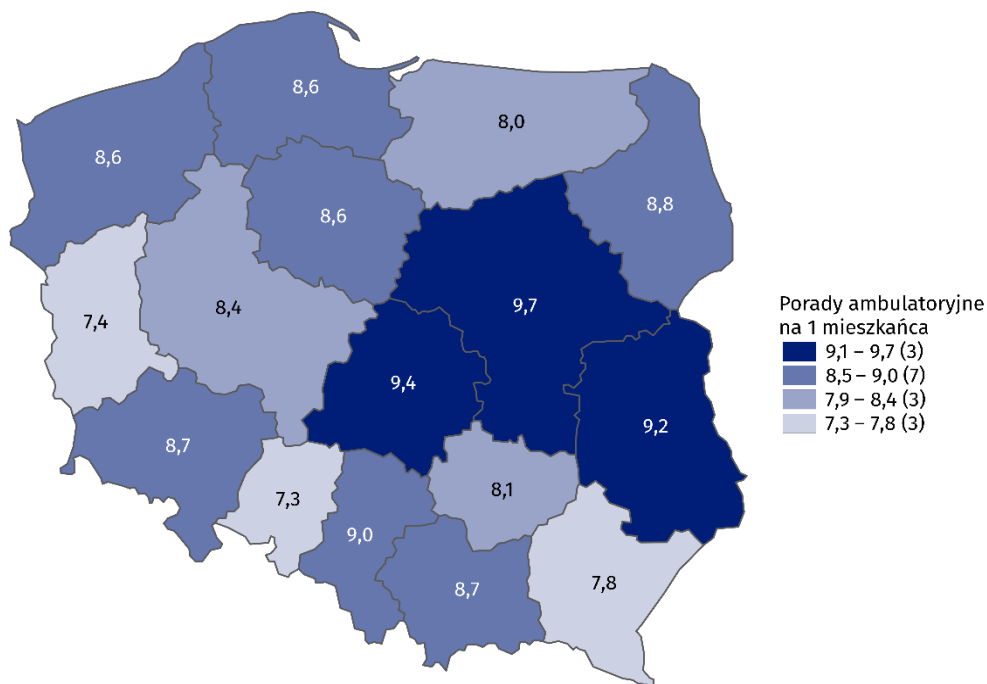 8,6
8,6
8,0
8,6
8,8
7,4
8,4
9,7
9,4
9,2
8,7
7,3
8,1
9,0
8,7
7,8
Porady ambulatoryjne
na 1 mieszkańca
9,1 – 9,7 (3)
8,5 – 9,0 (7)
7,9 – 8,4 (3)
7,3 – 7,8 (3)